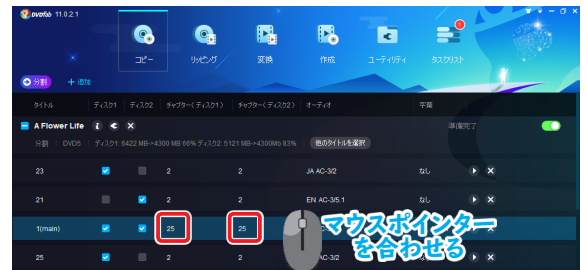 DVDFab 11.0.2.1
コピー リッピング 変換 作成 ユーティリティ タスクリスト
分割 + 追加
タイトル ディスク1 ディスク2 チャプター(ディスク1) チャプター(ディスク2) オーディオ 字幕
A Flower Life 準備完了
分割 DVD5 ディスク1: 6422 MB->4300 MB 66% ディスク2: 5121 MB->4300Mb 83% 他のタイトルを選択
23 2 2 JA AC-3/2 なし
21 2 2 EN AC-3/5.1 なし
1(main) 25 25
マウスポインター
を合わせる
25 2 2 AC-3/2 なし